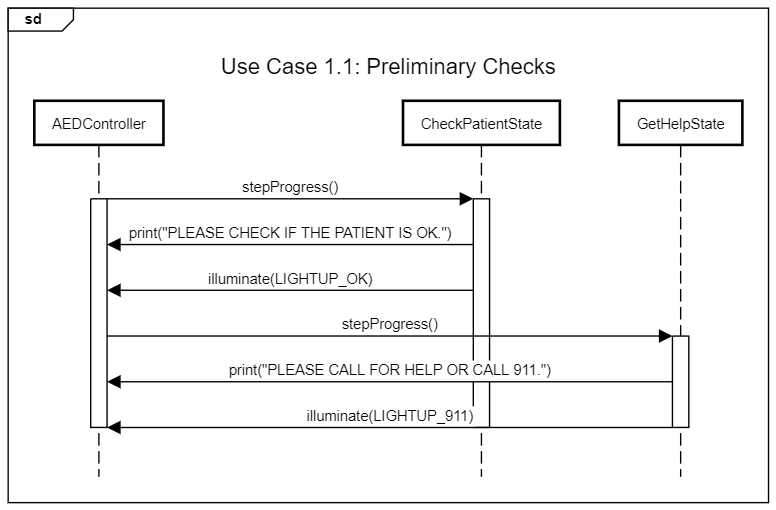 sd
Use Case 1.1: Preliminary Checks
AEDController
CheckPatientState
GetHelpState
stepProgress()
print("PLEASE CHECK IF THE PATIENT IS OK.")
illuminate(LIGHTUP_OK)
stepProgress()
print("PLEASE CALL FOR HELP OR CALL 911.")
illuminate(LIGHTUP_911)